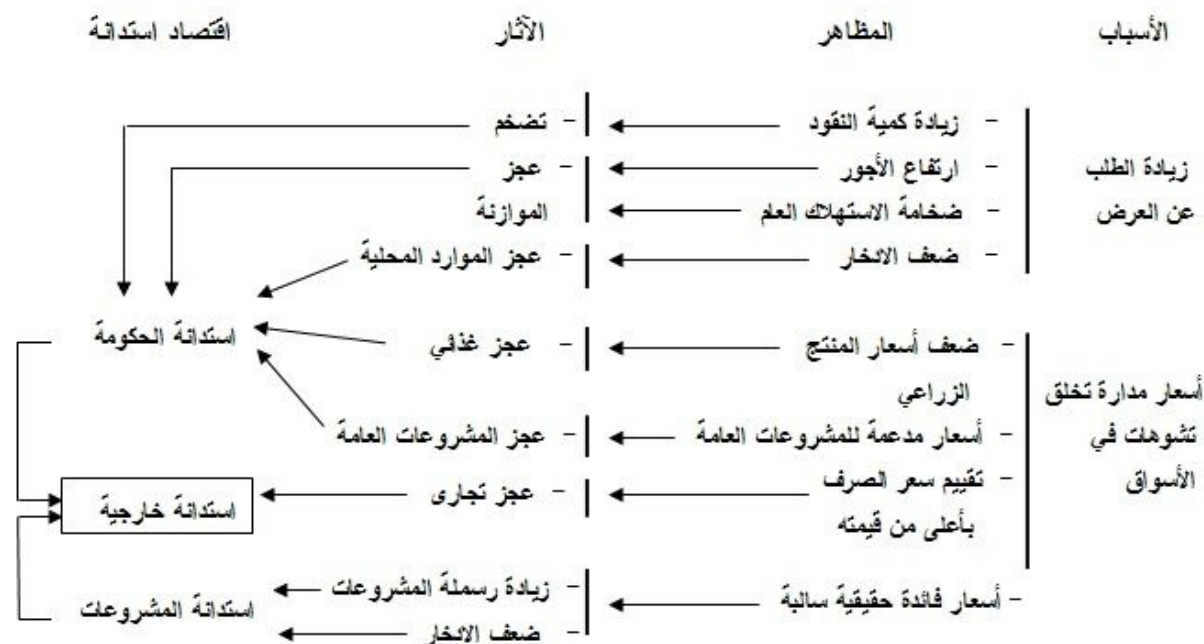 الأسباب المظاهر الآثار اقتصاد استدانة
- زيادة كمية النقود - تضخم
زيادة الطلب - ارتفاع الأجور - عجز
عن العرض - ضخامة الاستهلاك العام الموازنة
- ضعف الادخار - عجز الموارد المحلية
- ضعف أسعار المنتج - عجز غذائي استدانة الحكومة
أسعار مدارة تخلق الزراعي
تشوهات في - أسعار مدعمة للمشروعات العامة - عجز المشروعات العامة
الأسواق - تقييم سعر الصرف - عجز تجارى استدانة خارجية
بأعلى من قيمته
- أسعار فائدة حقيقية سالبة - زيادة رسملة المشروعات استدانة المشروعات
- ضعف الادخار